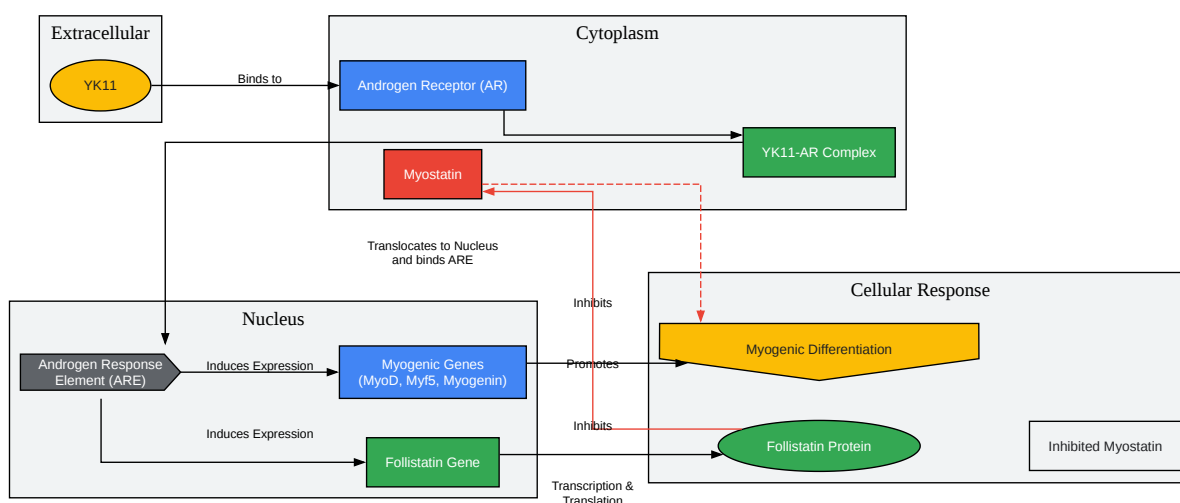 Extracellular
YK11
Binds to
Cytoplasm
Androgen Receptor (AR)
YK11-AR Complex
Myostatin
Translocates to Nucleus
and binds ARE
Inhibits
Nucleus
Androgen Response
Element (ARE)
Induces Expression
Myogenic Genes
(MyoD, Myf5, Myogenin)
Promotes
Induces Expression
Follistatin Gene
Inhibits
Transcription &
Translation
Cellular Response
Myogenic Differentiation
Follistatin Protein
Inhibited Myostatin